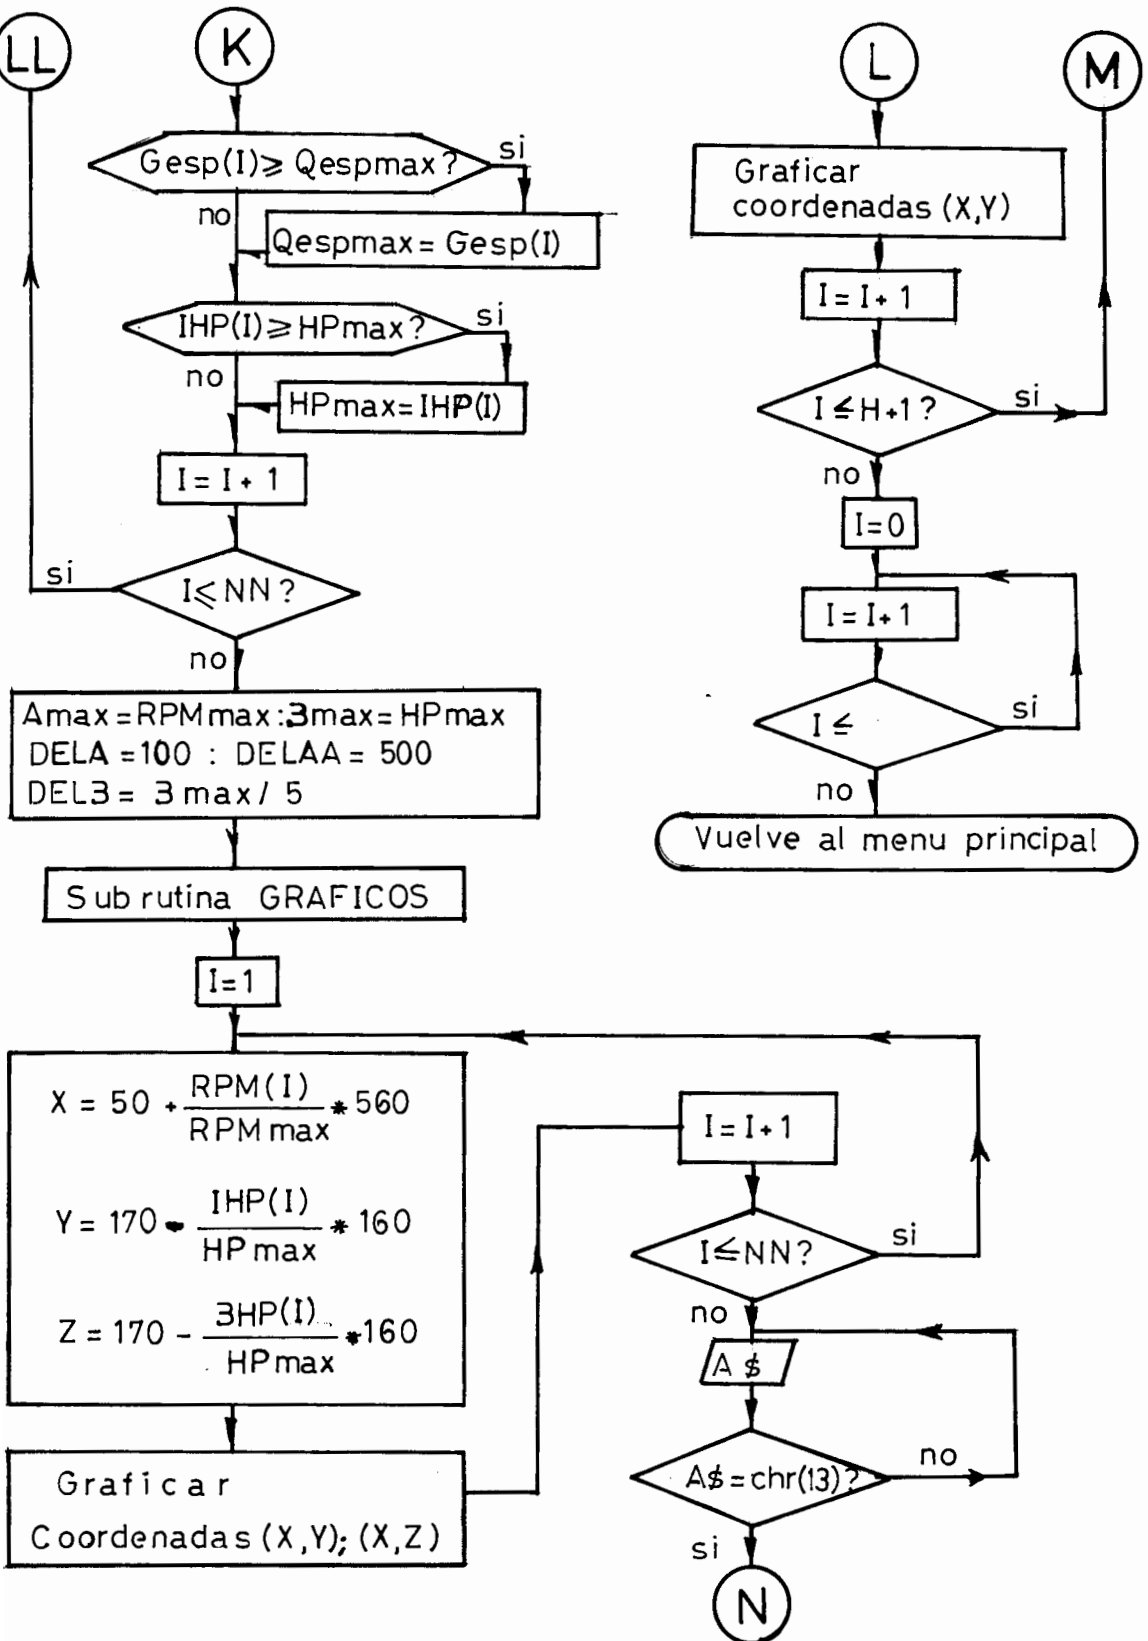 LL
K
Gesp(I) ≥ Qespmax?
si
no
Qespmax = Gesp(I)
IHP(I) ≥ HPmax?
si
no
HPmax=IHP(I)
I = I + 1
I ≤ NN?
si
no
Amax = RPMmax : 3max = HPmax
DELA = 100 : DELAA = 500
DEL3 = 3max / 5
Sub rutina GRAFICOS
I=1
X = 50 + RPM(I) / RPMmax * 560
Y = 170 - IHP(I) / HPmax * 160
Z = 170 - 3HP(I) / HPmax * 160
Graficar
Coordenadas (X,Y); (X,Z)
L
M
Graficar
coordenadas (X,Y)
I = I + 1
I ≤ H+1?
si
no
I=0
I = I + 1
I ≤
si
no
Vuelve al menu principal
I = I + 1
I ≤ NN?
si
no
A$
A$ = chr(13)?
no
si
N